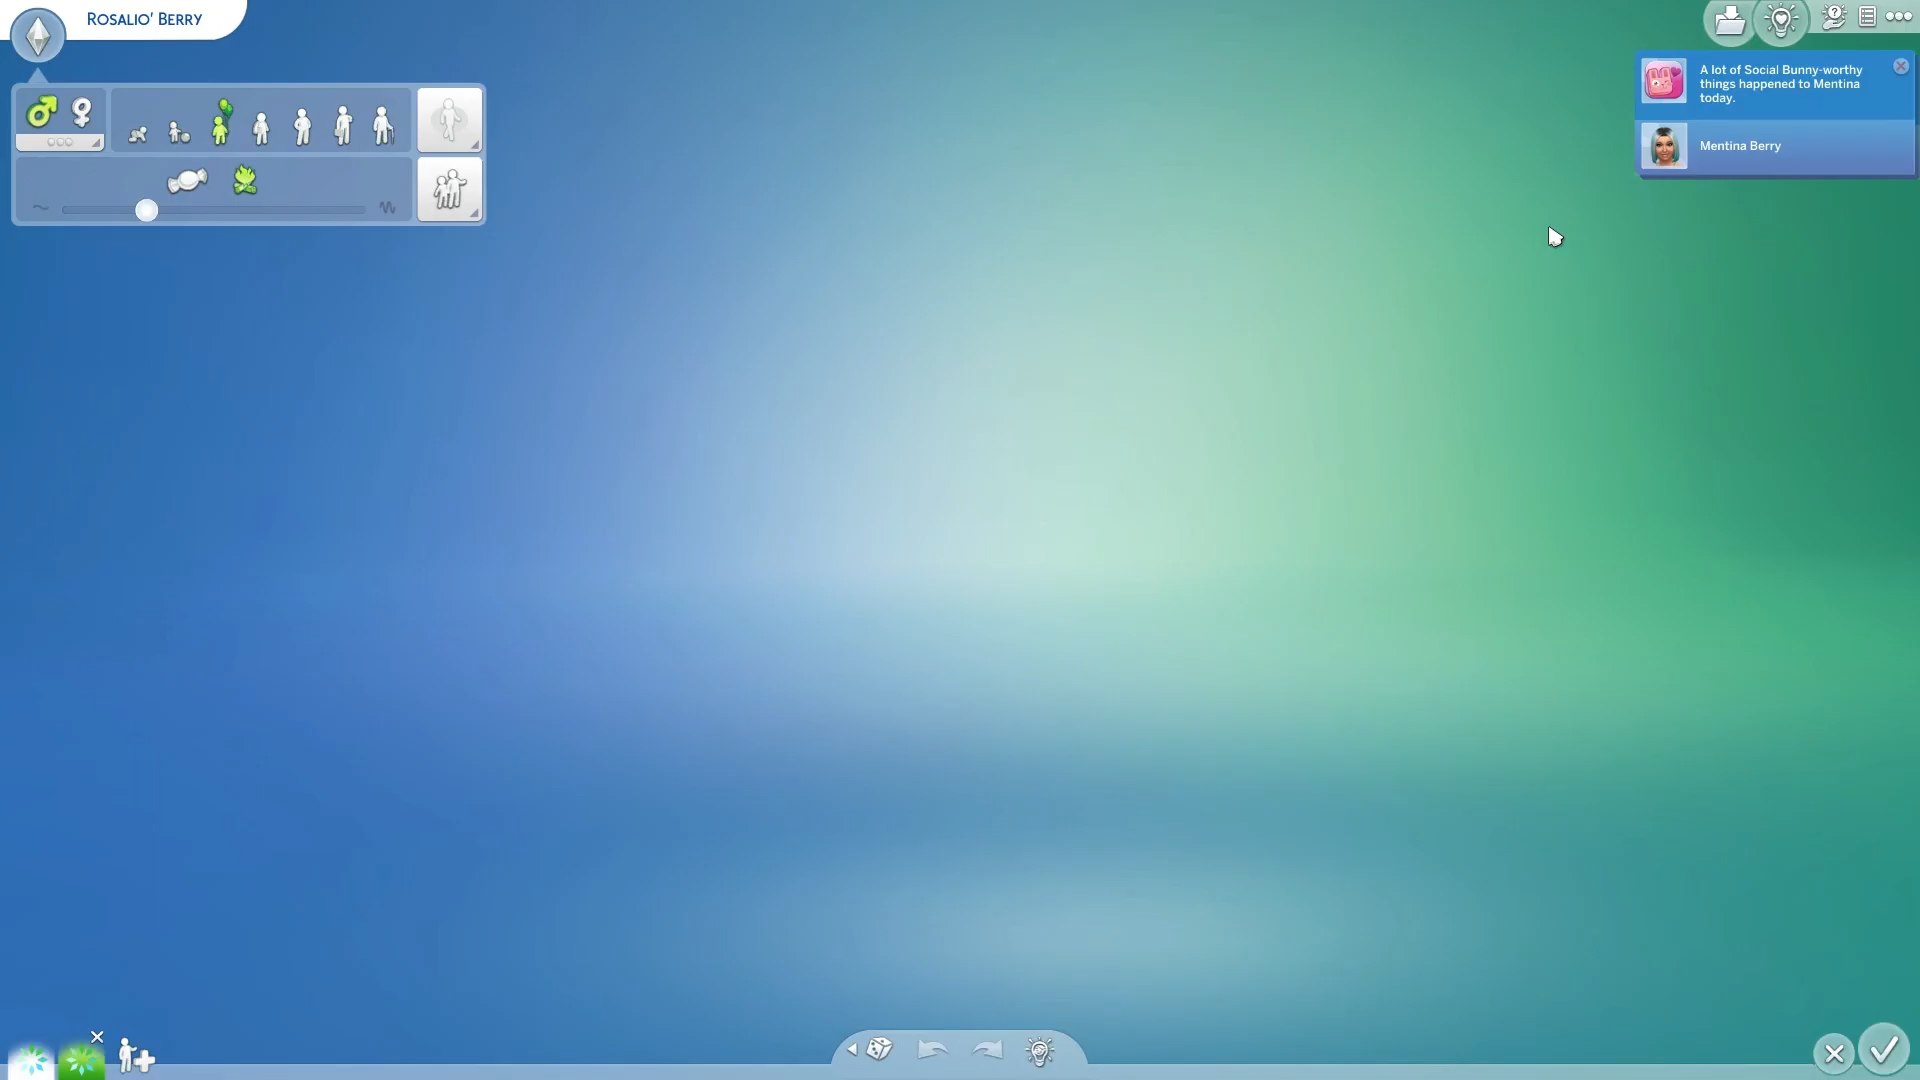 Rosalio' Berry
A lot of Social Bunny-worthy
things happened to Mentina
today.
Mentina Berry